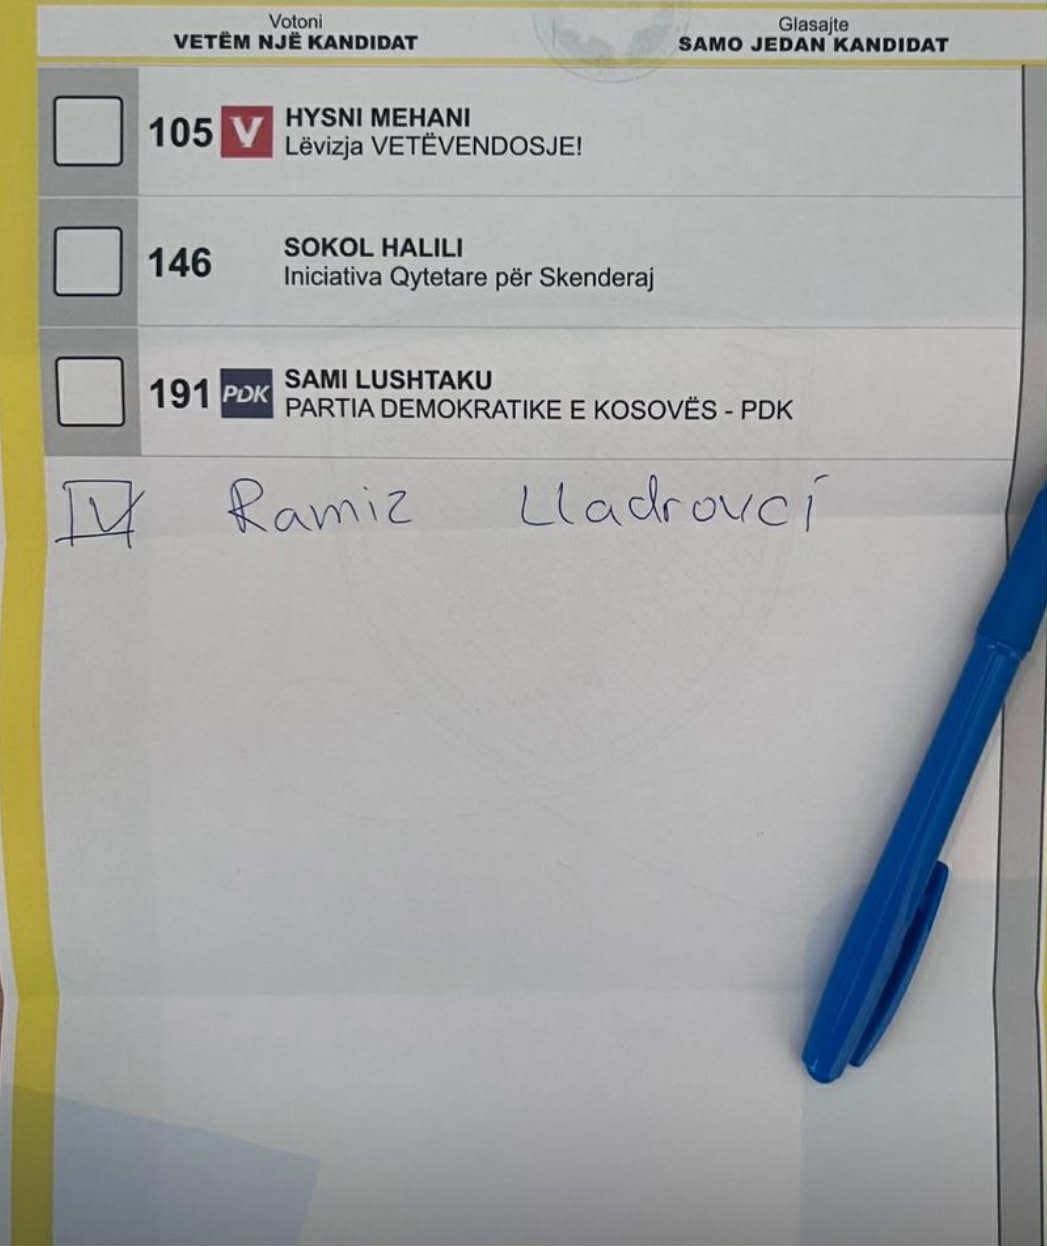 Votoni
VETËM NJË KANDIDAT
Glasajte
SAMO JEDAN KANDIDAT
105 V HYSNI MEHANI
Lëvizja VETËVENDOSJE!
146 SOKOL HALILI
Iniciativa Qytetare për Skenderaj
191 PDK SAMI LUSHTAKU
PARTIA DEMOKRATIKE E KOSOVËS - PDK
Ramiz Lladrovci